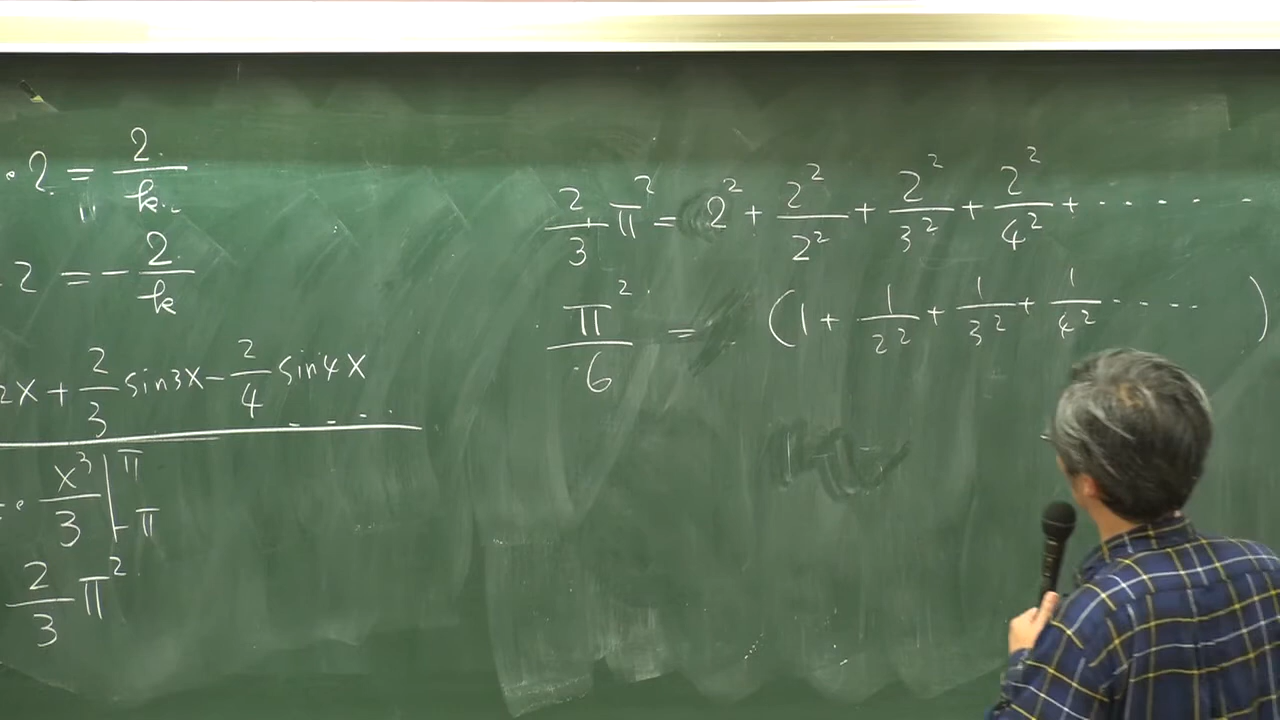 · 2 = 2/k
2 = - 2/k
2x + 2/3 sin3x - 2/4 sin4x ----
· x³/3 |π -π
2/3 π²
2/3 π² = 2² + 2²/2² + 2²/3² + 2²/4² + · · · · · ·
π²/6 = (1 + 1/2² + 1/3² + 1/4² · · · · ·)